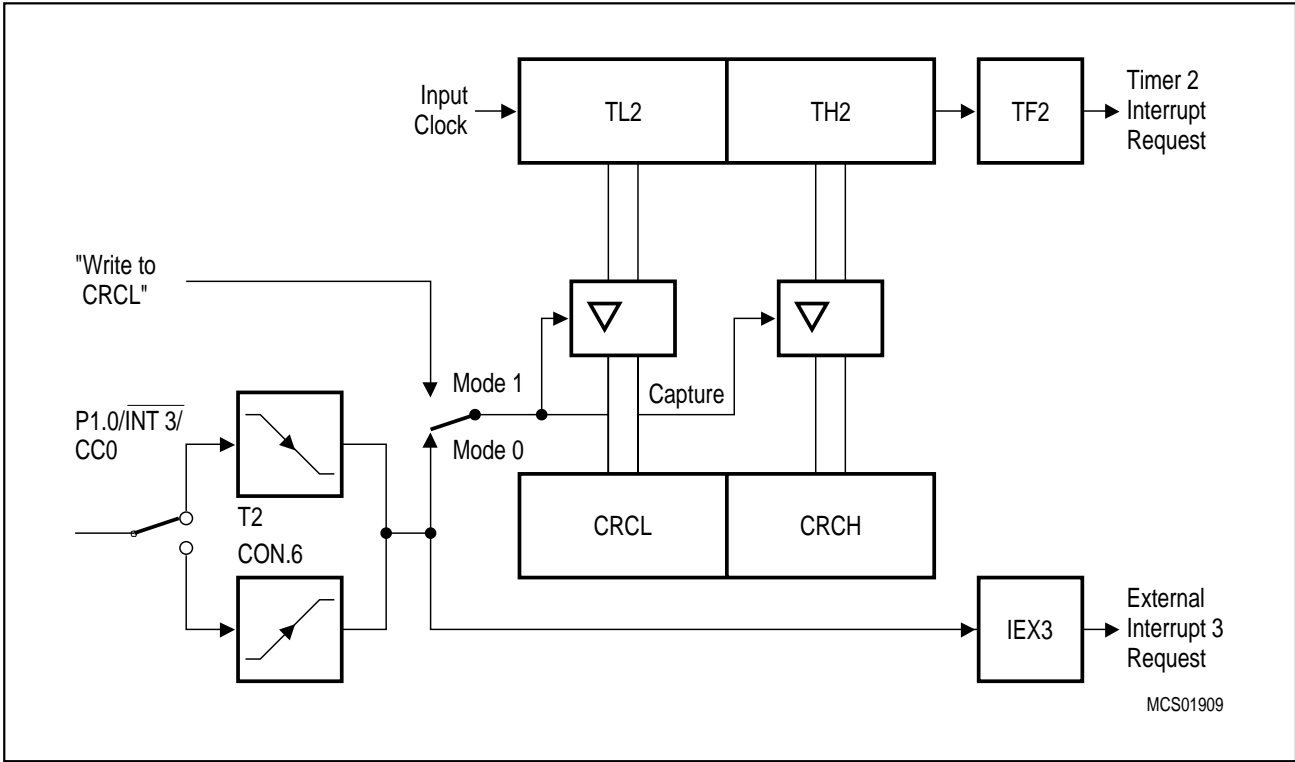 Input
Clock
TL2
TH2
TF2
Timer 2
Interrupt
Request
"Write to
CRCL"
Mode 1
Capture
Mode 0
P1.0/INT 3/
CC0
T2
CON.6
CRCL
CRCH
IEX3
External
Interrupt 3
Request
MCS01909